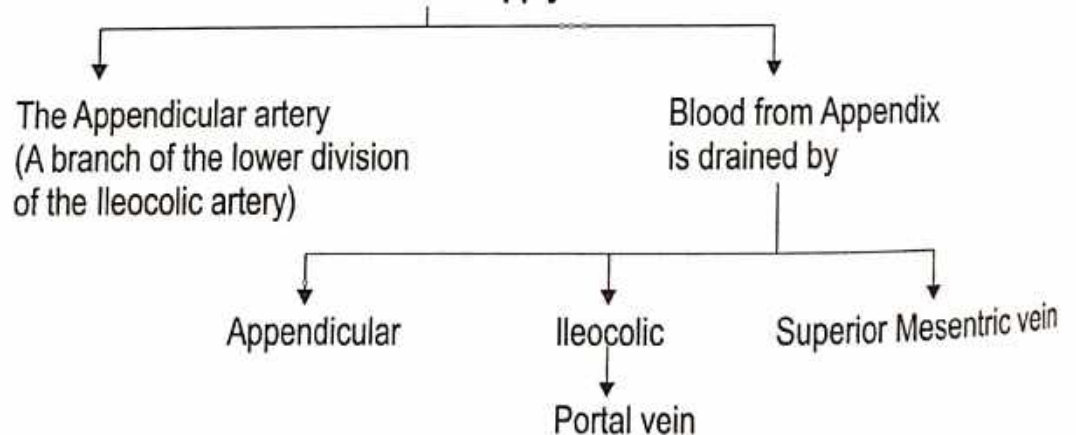 The Appendicular artery
(A branch of the lower division
of the Ileocolic artery)
Blood from Appendix
is drained by
Appendicular
Ileocolic
Superior Mesentric vein
Portal vein